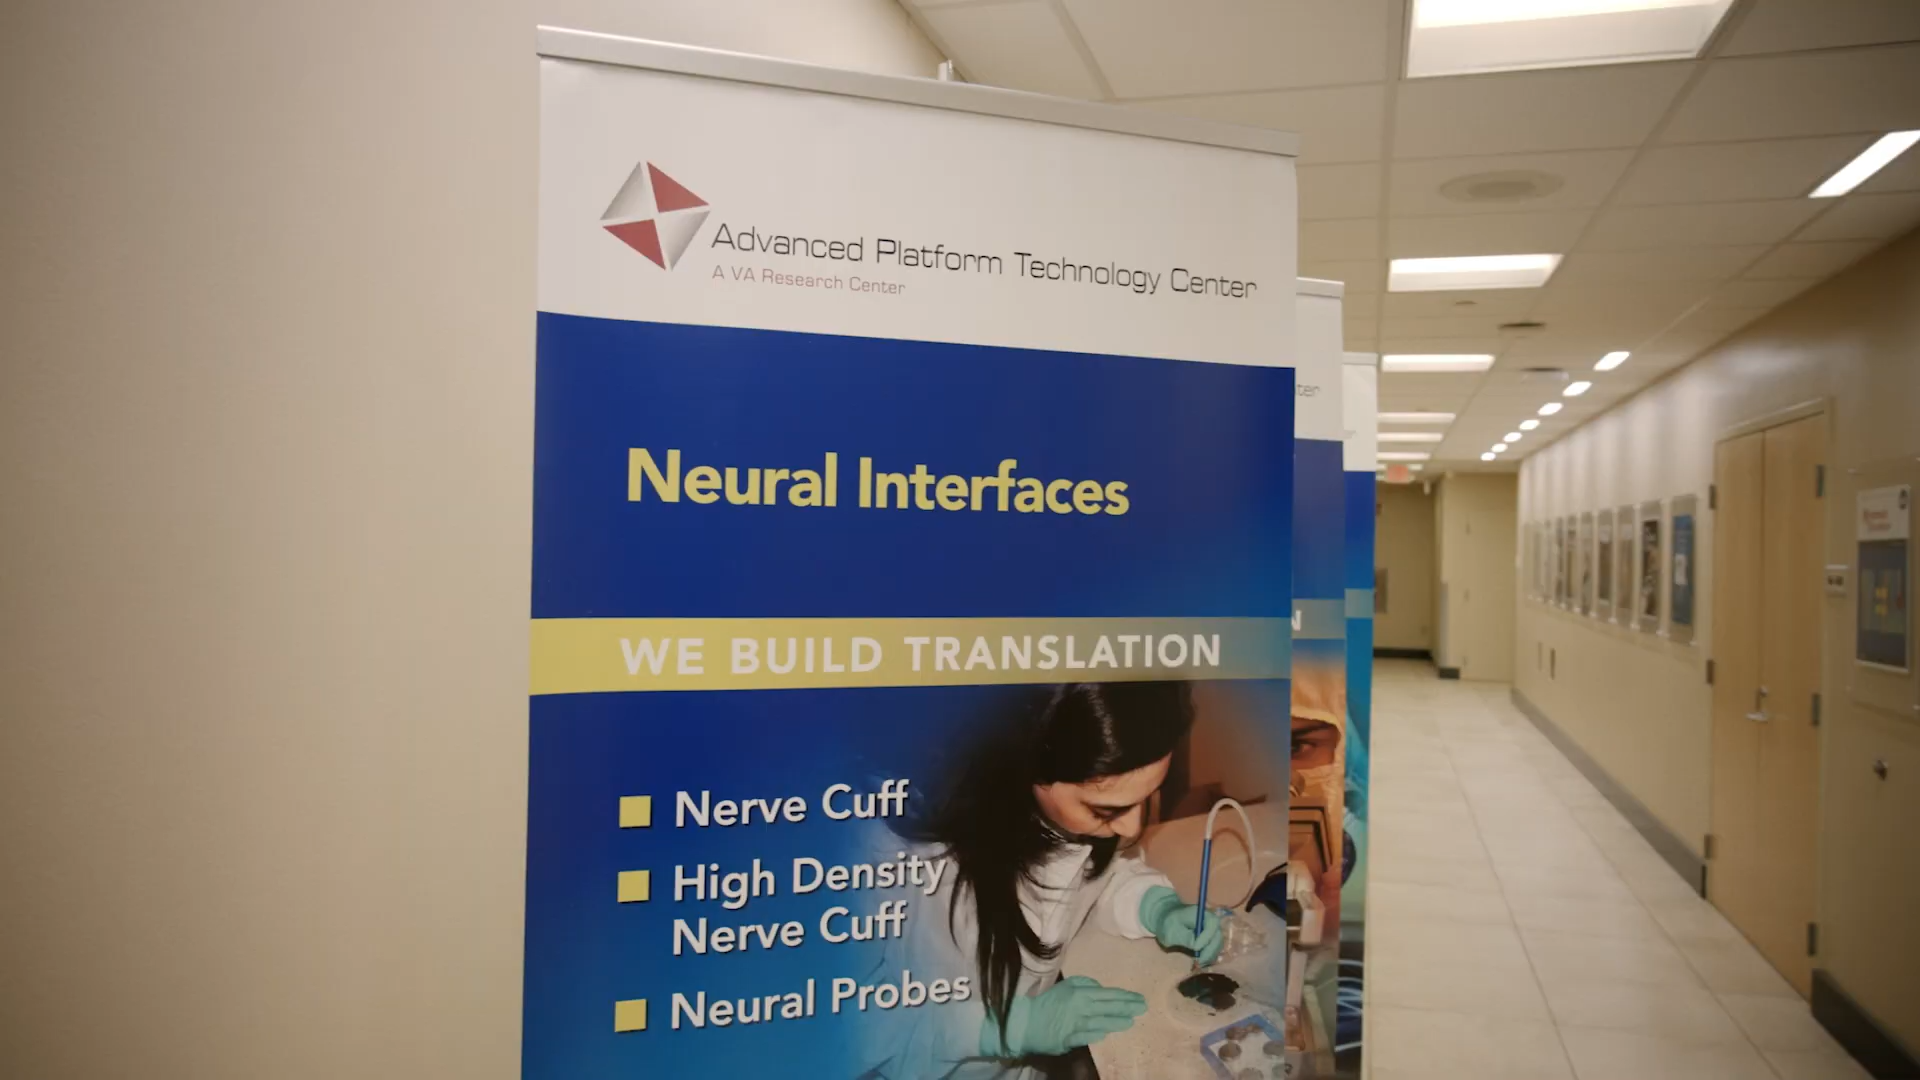 Advanced Platform Technology Center
A VA Research Center
Neural Interfaces
WE BUILD TRANSLATION
Nerve Cuff
High Density
Nerve Cuff
Neural Probes